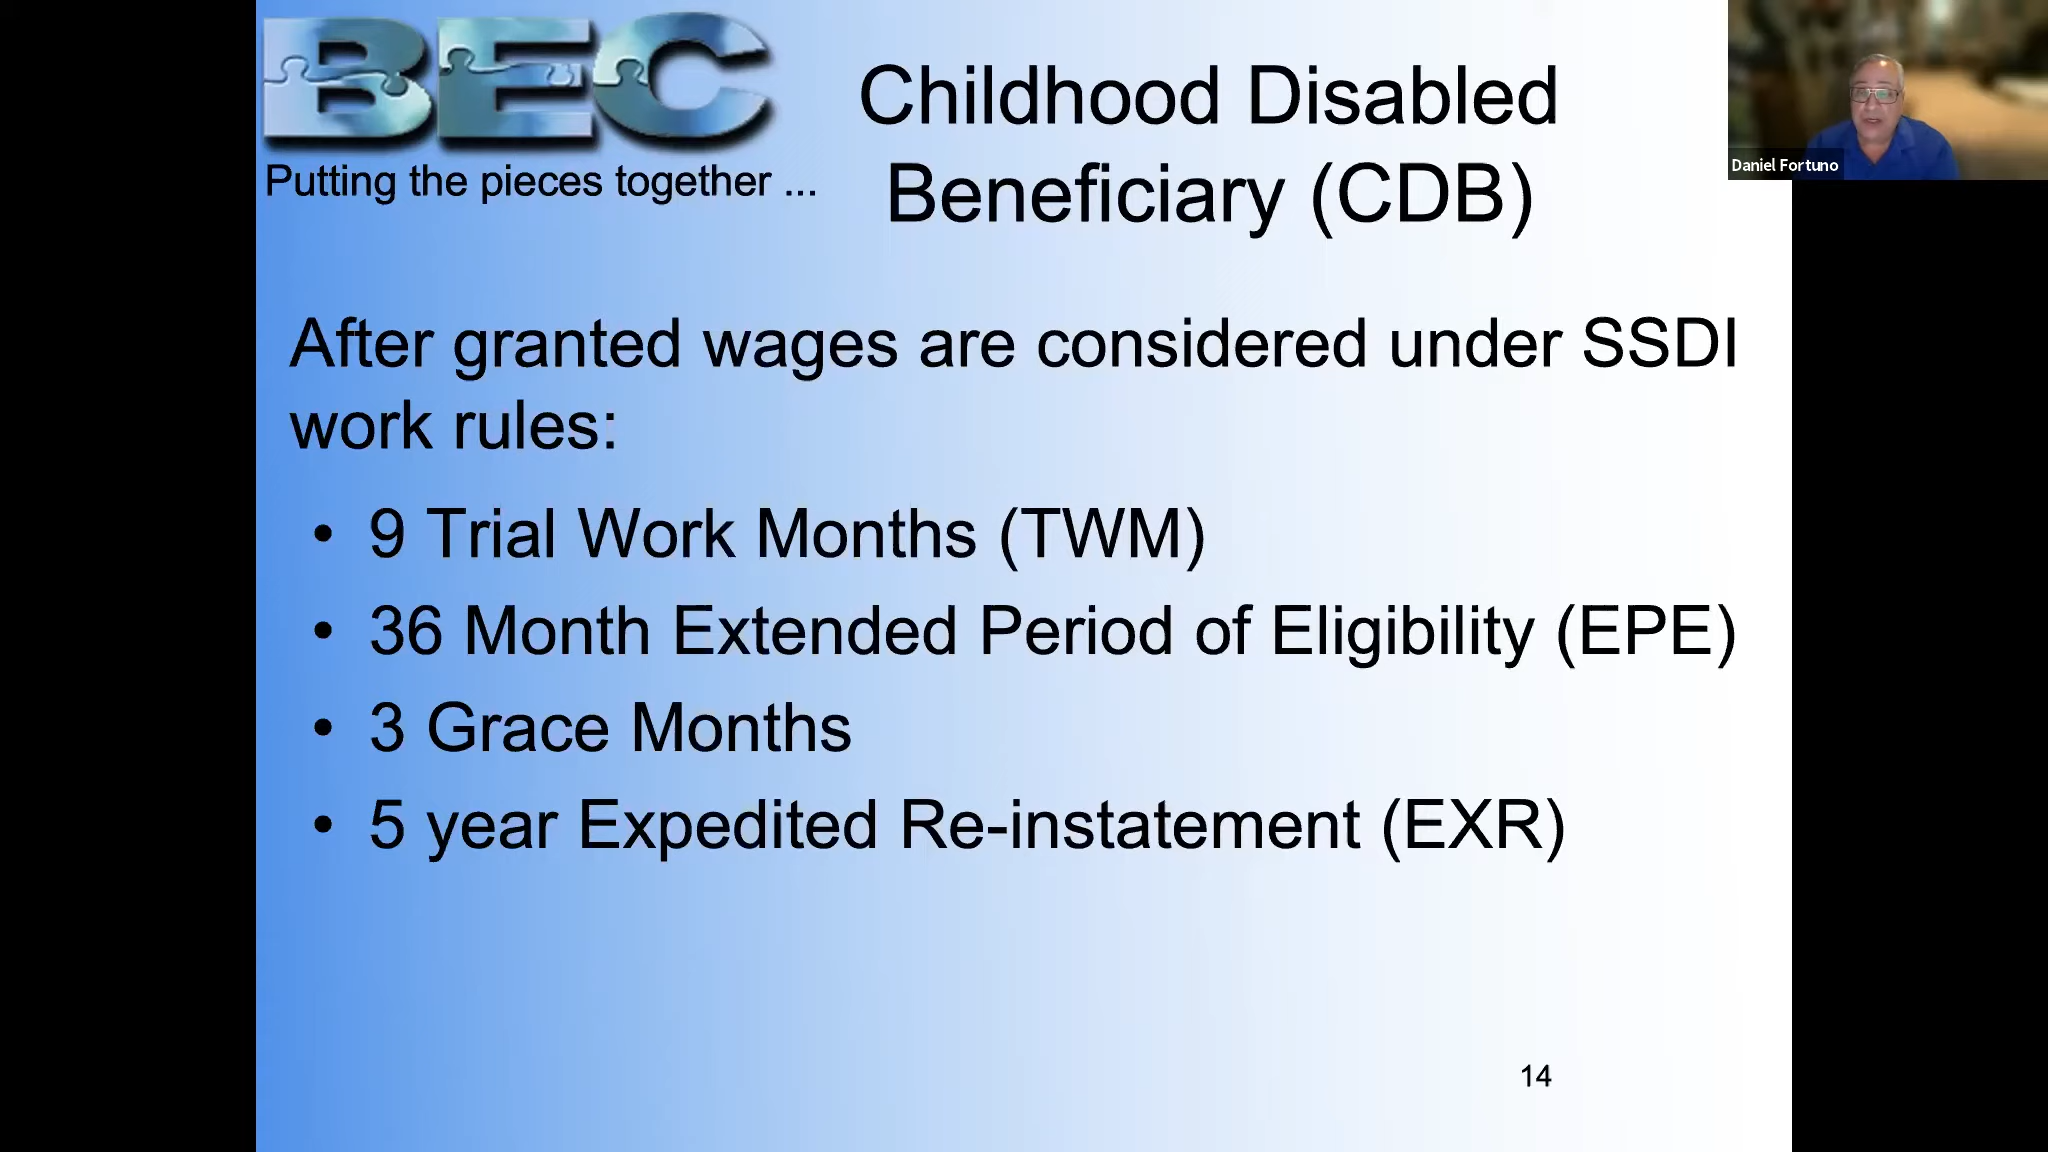 BEC
Putting the pieces together ...
Childhood Disabled
Beneficiary (CDB)
Daniel Fortuno
After granted wages are considered under SSDI
work rules:
• 9 Trial Work Months (TWM)
• 36 Month Extended Period of Eligibility (EPE)
• 3 Grace Months
• 5 year Expedited Re-instatement (EXR)
14